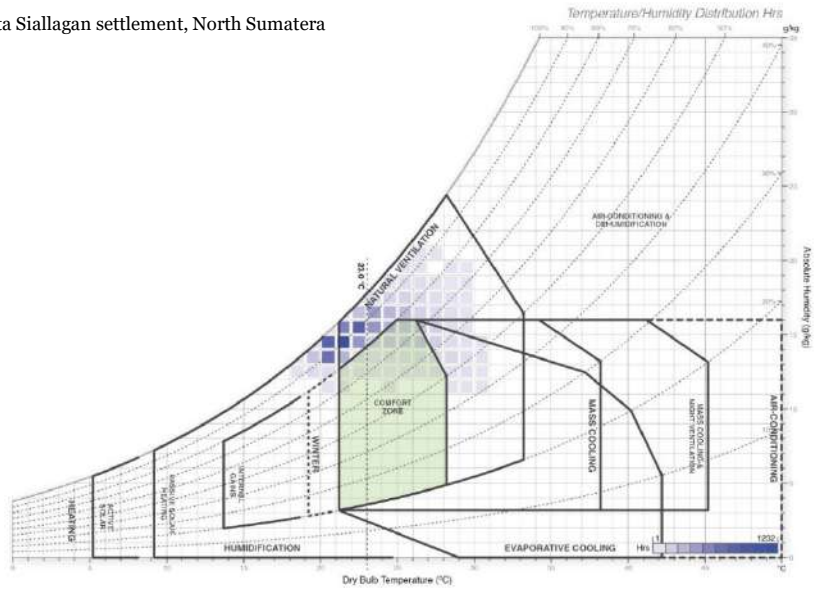 ta Siallagan settlement, North Sumatera
Temperature/Humidity Distribution Hrs
g/kg
AIR-CONDITIONING &
DEHUMIDIFICATION
NATURAL VENTILATION
23.0 °C
Absolute Humidity (g/kg)
COMFORT
ZONE
HEATING
ACTIVE
SOLAR
PASSIVE SOLAR
HEATING
INTERNAL
GAINS
WINTER
MASS COOLING
MASS COOLING &
NIGHT VENTILATION
AIR-CONDITIONING
HUMIDIFICATION
EVAPORATIVE COOLING
Hrs 1 1232
°C
Dry Bulb Temperature (°C)